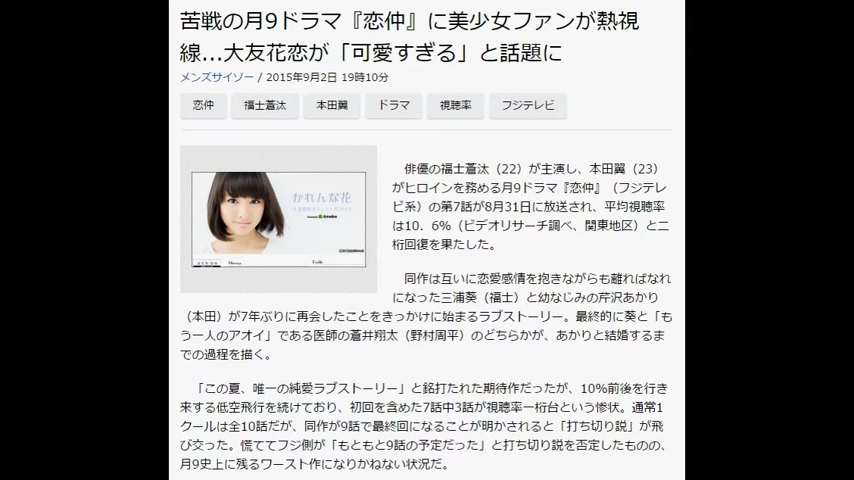 苦戦の月9ドラマ『恋仲』に美少女ファンが熱視
線…大友花恋が「可愛すぎる」と話題に
メンズサイゾー / 2015年9月2日 19時10分
恋仲 福士蒼汰 本田翼 ドラマ 視聴率 フジテレビ
かれんな花
Powered by Ameba
俳優の福士蒼汰（22）が主演し、本田翼（23）
がヒロインを務める月9ドラマ『恋仲』（フジテレ
ビ系）の第7話が8月31日に放送され、平均視聴率
は10．6%（ビデオリサーチ調べ、関東地区）と二
桁回復を果たした。
同作は互いに恋愛感情を抱きながらも離ればなれ
になった三浦葵（福士）と幼なじみの芹沢あかり
（本田）が7年ぶりに再会したことをきっかけに始まるラブストーリー。最終的に葵と「も
う一人のアオイ」である医師の蒼井翔太（野村周平）のどちらかが、あかりと結婚するま
での過程を描く。
「この夏、唯一の純愛ラブストーリー」と銘打たれた期待作だったが、10%前後を行き
来する低空飛行を続けており、初回を含めた7話中3話が視聴率一桁台という惨状。通常1
クールは全10話だが、同作が9話で最終回になることが明かされると「打ち切り説」が飛
び交った。慌ててフジ側が「もともと9話の予定だった」と打ち切り説を否定したものの、
月9史上に残るワースト作になりかねない状況だ。